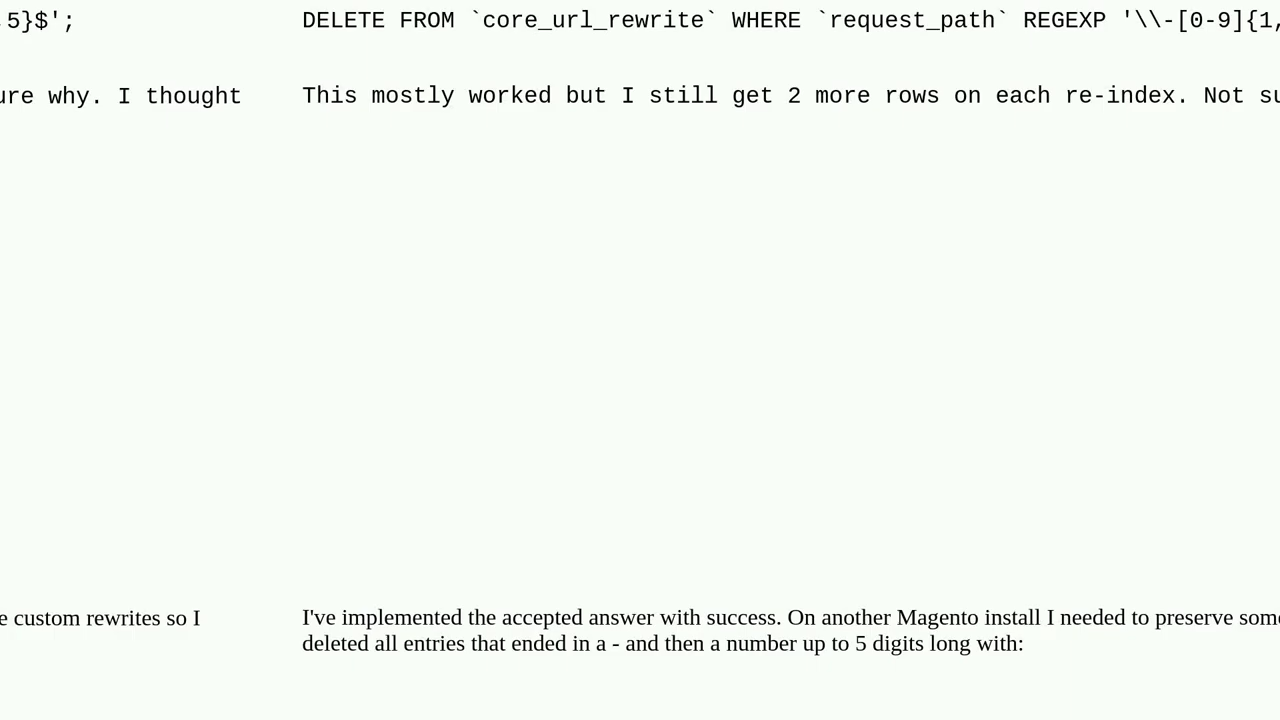 5}$';
DELETE FROM `core_url_rewrite` WHERE `request_path` REGEXP '\\-[0-9]{1,
ure why. I thought
This mostly worked but I still get 2 more rows on each re-index. Not su
e custom rewrites so I
I've implemented the accepted answer with success. On another Magento install I needed to preserve some
deleted all entries that ended in a - and then a number up to 5 digits long with: